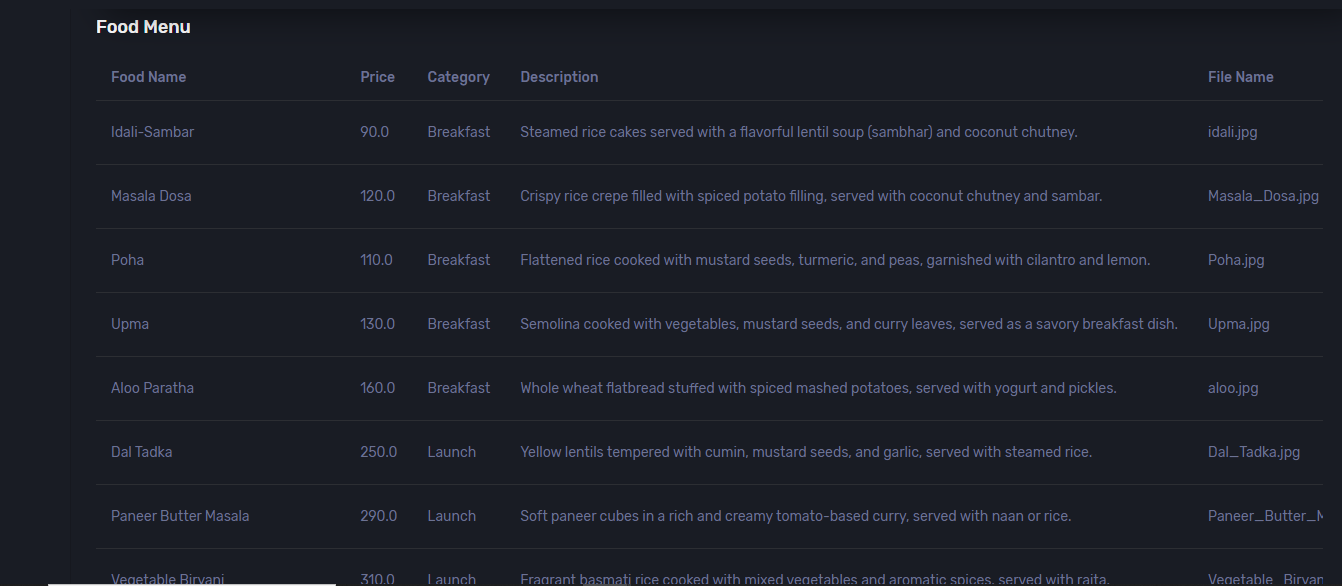 Food Menu
Food Name Price Category Description File Name
Idali-Sambar 90.0 Breakfast Steamed rice cakes served with a flavorful lentil soup (sambhar) and coconut chutney. idali.jpg
Masala Dosa 120.0 Breakfast Crispy rice crepe filled with spiced potato filling, served with coconut chutney and sambar. Masala_Dosa.jpg
Poha 110.0 Breakfast Flattened rice cooked with mustard seeds, turmeric, and peas, garnished with cilantro and lemon. Poha.jpg
Upma 130.0 Breakfast Semolina cooked with vegetables, mustard seeds, and curry leaves, served as a savory breakfast dish. Upma.jpg
Aloo Paratha 160.0 Breakfast Whole wheat flatbread stuffed with spiced mashed potatoes, served with yogurt and pickles. aloo.jpg
Dal Tadka 250.0 Launch Yellow lentils tempered with cumin, mustard seeds, and garlic, served with steamed rice. Dal_Tadka.jpg
Paneer Butter Masala 290.0 Launch Soft paneer cubes in a rich and creamy tomato-based curry, served with naan or rice. Paneer_Butter_M
Vegetable Biryani 310.0 Launch Fragrant basmati rice cooked with mixed vegetables and aromatic spices, served with raita. Vegetable_Biryan